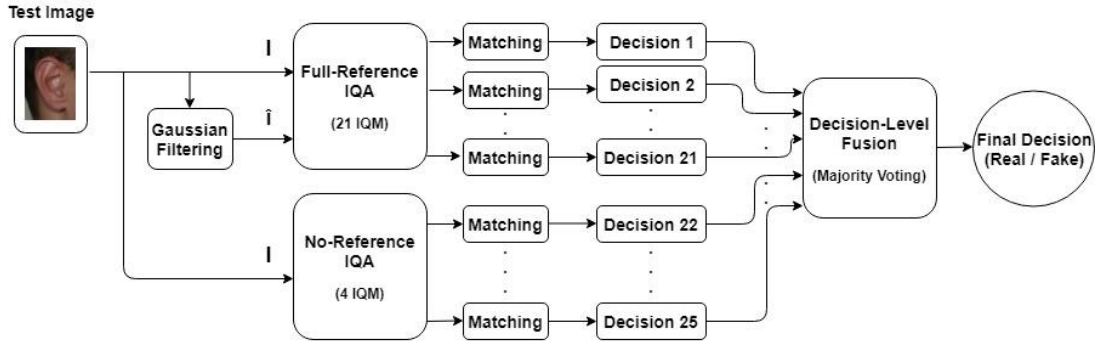 Test Image
I
Î
Gaussian
Filtering
Full-Reference
IQA
(21 IQM)
Matching
Decision 1
Matching
Decision 2
Matching
Decision 21
I
No-Reference
IQA
(4 IQM)
Matching
Decision 22
Matching
Decision 25
Decision-Level
Fusion
(Majority Voting)
Final Decision
(Real / Fake)